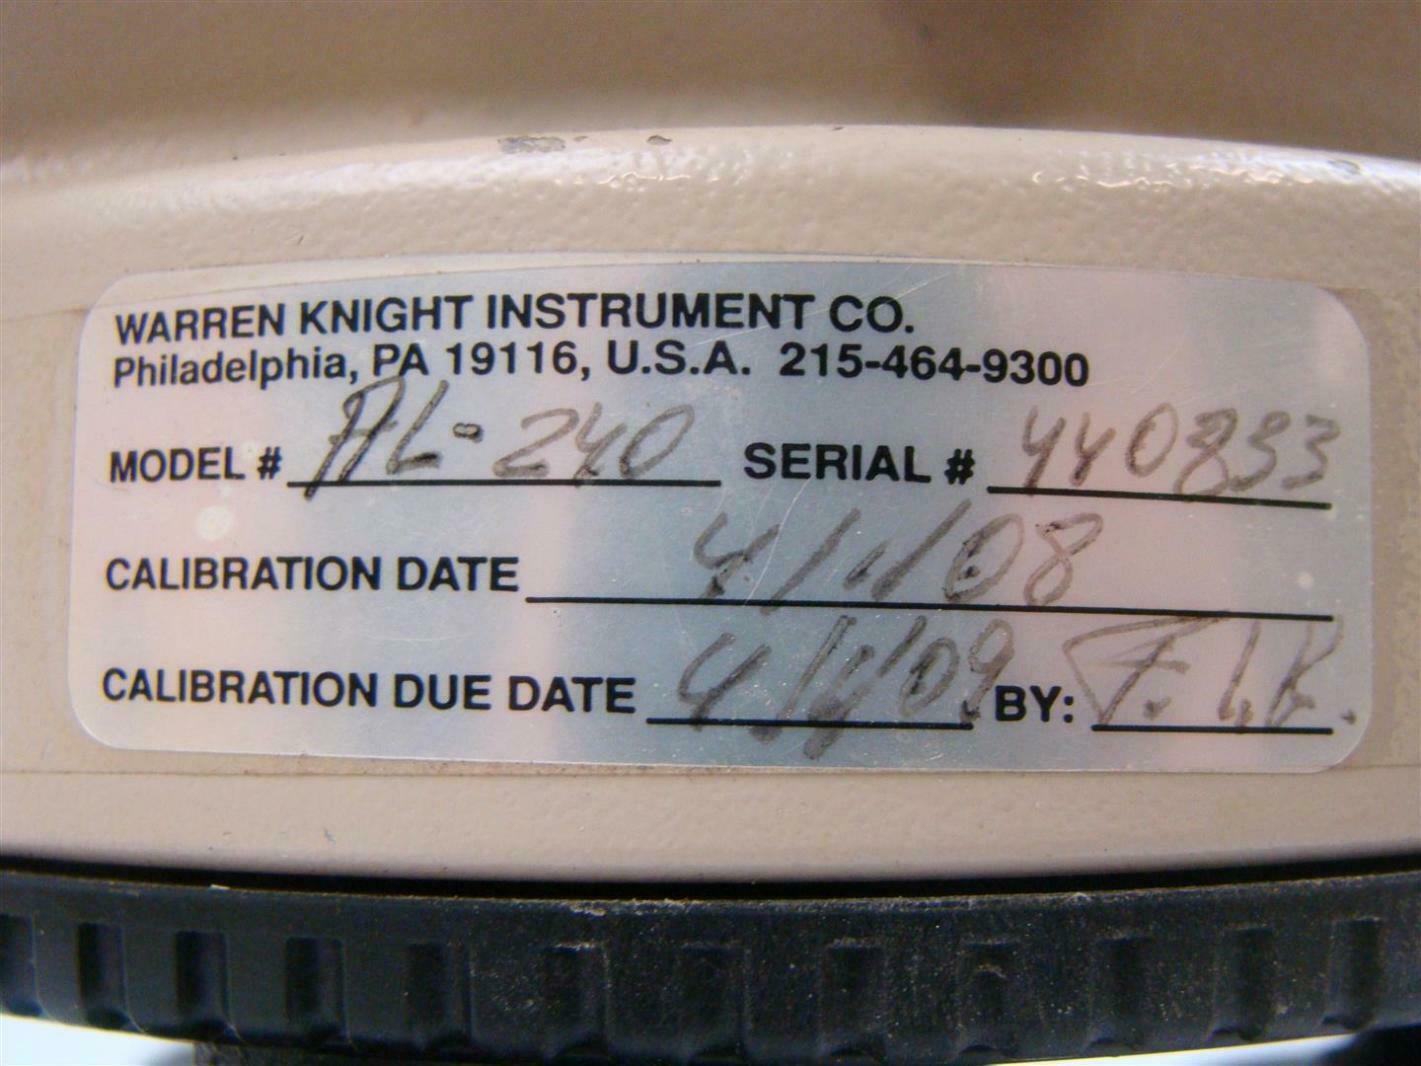 WARREN KNIGHT INSTRUMENT CO.
Philadelphia, PA 19116, U.S.A. 215-464-9300
MODEL # AL-240 SERIAL # 440833
CALIBRATION DATE 4/1/08
CALIBRATION DUE DATE 4/1/09 BY: